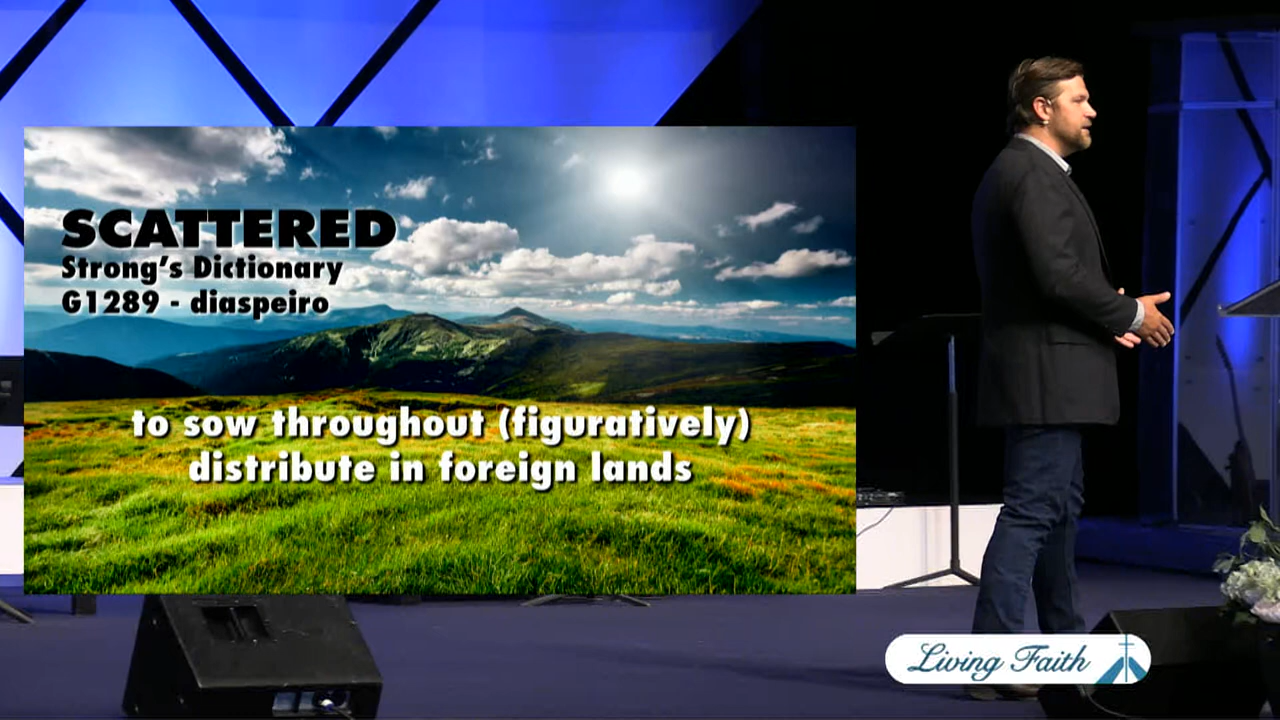 SCATTERED
Strong's Dictionary
G1289 - diaspeiro
to sow throughout (figuratively)
distribute in foreign lands
Living Faith